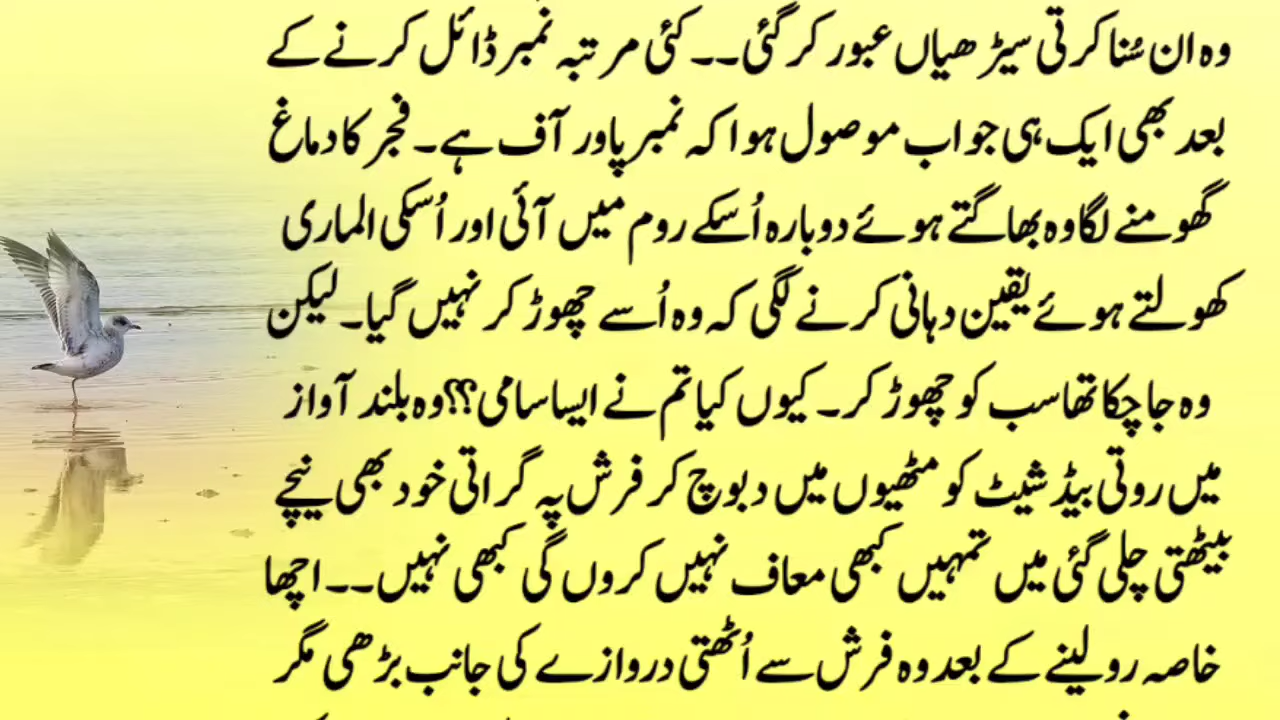 وہ ان سُنا کرتی سیڑھیاں عبور کر گئی۔۔ کئی مرتبہ نمبر ڈائل کرنے کے
بعد بھی ایک ہی جواب موصول ہوا کہ نمبر پاور آف ہے۔ فجر کا دماغ
گھومنے لگا وہ بھاگتے ہوئے دوبارہ اُسکے روم میں آئی اور اُسکی الماری
کھولتے ہوئے یقین دہانی کرنے لگی کہ وہ اُسے چھوڑ کر نہیں گیا۔ لیکن
وہ جا چکا تھا سب کو چھوڑ کر۔ کیوں کیا تم نے ایسا سامی؟؟ وہ بلند آواز
میں روتی بیڈ شیٹ کو مٹھیوں میں دبوچ کر فرش پہ گراتی خود بھی نیچے
بیٹھتی چلی گئی میں تمہیں کبھی معاف نہیں کروں گی کبھی نہیں۔۔ اچھا
خاصہ رو لینے کے بعد وہ فرش سے اُٹھتی دروازے کی جانب بڑھی مگر